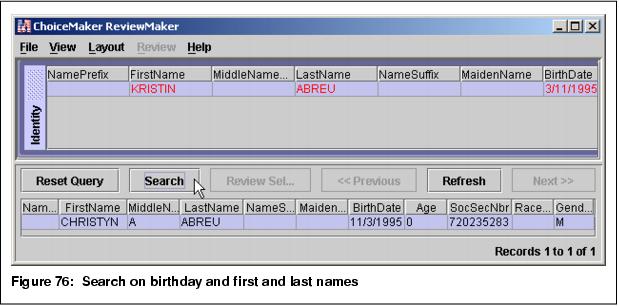 ChoiceMaker ReviewMaker
File View Layout Review Help
NamePrefix FirstName MiddleName... LastName NameSuffix MaidenName BirthDate
KRISTIN ABREU 3/11/1995
Identity
Reset Query Search Review Sel... << Previous Refresh Next >>
Nam... FirstName MiddleN... LastName NameS... Maiden... BirthDate Age SocSecNbr Race... Gend...
CHRISTYN A ABREU 11/3/1995 0 720235283 M
Records 1 to 1 of 1
Figure 76: Search on birthday and first and last names